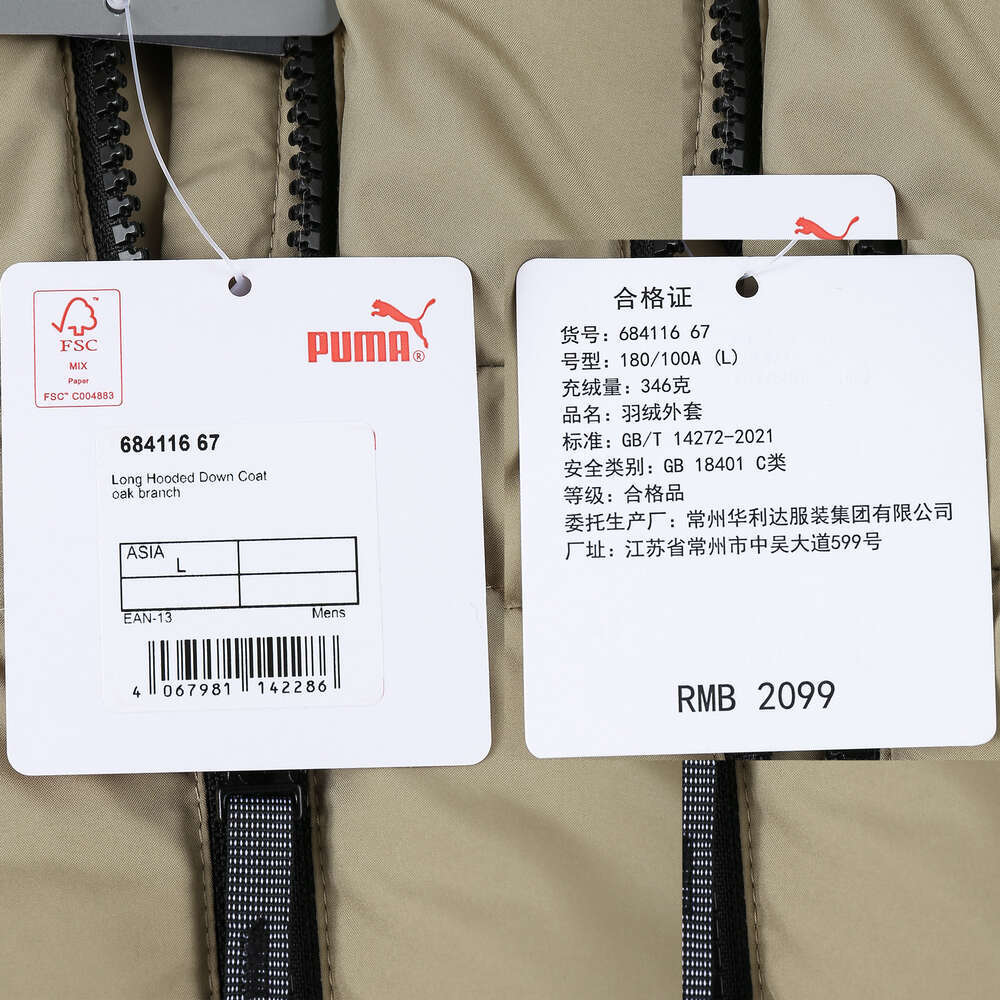 FSC
™
MIX
Paper
FSC™ C004883
PUMA®
684116 67
Long Hooded Down Coat
oak branch
ASIA
L
EAN-13 Mens
4 067981 142286
合格证
货号：684116 67
号型：180/100A (L)
充绒量：346克
品名：羽绒外套
标准：GB/T 14272-2021
安全类别：GB 18401 C类
等级：合格品
委托生产厂：常州华利达服装集团有限公司
厂址：江苏省常州市中吴大道599号
RMB 2099